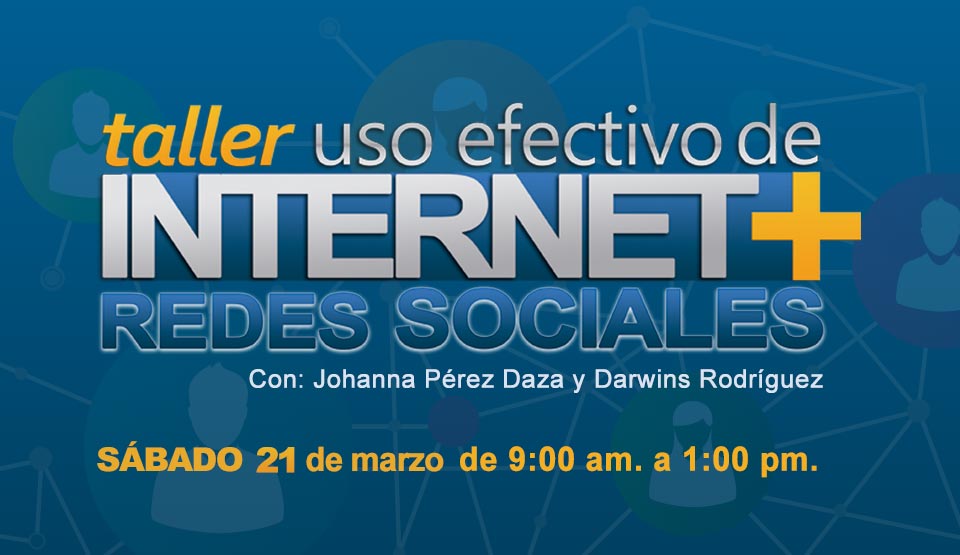 taller uso efectivo de
INTERNET+
REDES SOCIALES
Con: Johanna Pérez Daza y Darwins Rodríguez
SÁBADO 21 de marzo de 9:00 am. a 1:00 pm.